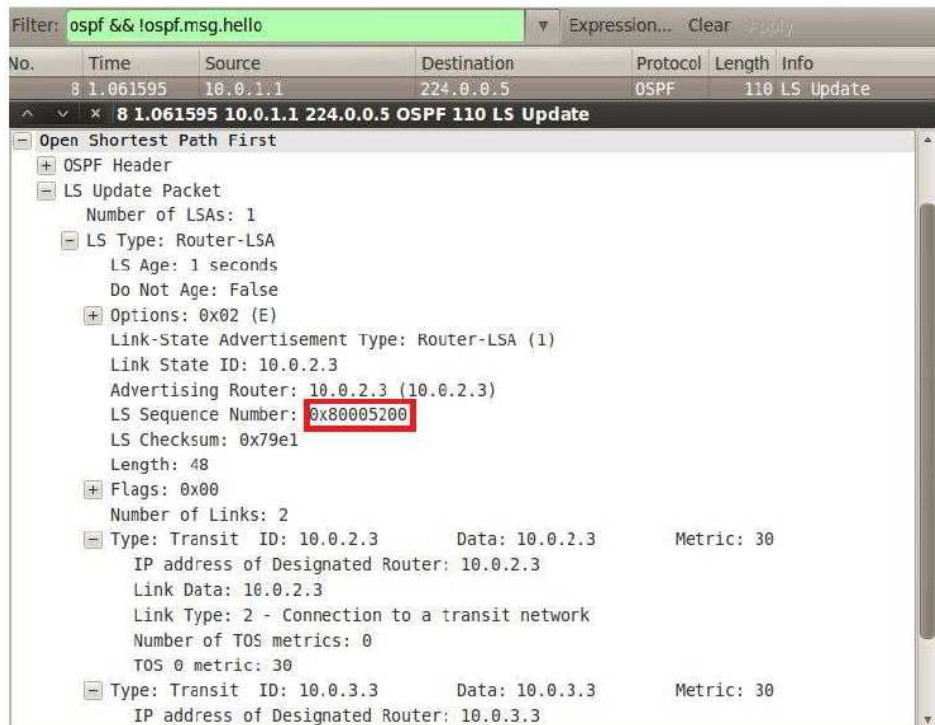 Filter: ospf && !ospf.msg.hello Expression... Clear Apply
No. Time Source Destination Protocol Length Info
8 1.061595 10.0.1.1 224.0.0.5 OSPF 110 LS Update
8 1.061595 10.0.1.1 224.0.0.5 OSPF 110 LS Update
Open Shortest Path First
OSPF Header
LS Update Packet
Number of LSAs: 1
LS Type: Router-LSA
LS Age: 1 seconds
Do Not Age: False
Options: 0x02 (E)
Link-State Advertisement Type: Router-LSA (1)
Link State ID: 10.0.2.3
Advertising Router: 10.0.2.3 (10.0.2.3)
LS Sequence Number: 0x80005200
LS Checksum: 0x79e1
Length: 48
Flags: 0x00
Number of Links: 2
Type: Transit ID: 10.0.2.3 Data: 10.0.2.3 Metric: 30
IP address of Designated Router: 10.0.2.3
Link Data: 10.0.2.3
Link Type: 2 - Connection to a transit network
Number of TOS metrics: 0
TOS 0 metric: 30
Type: Transit ID: 10.0.3.3 Data: 10.0.3.3 Metric: 30
IP address of Designated Router: 10.0.3.3